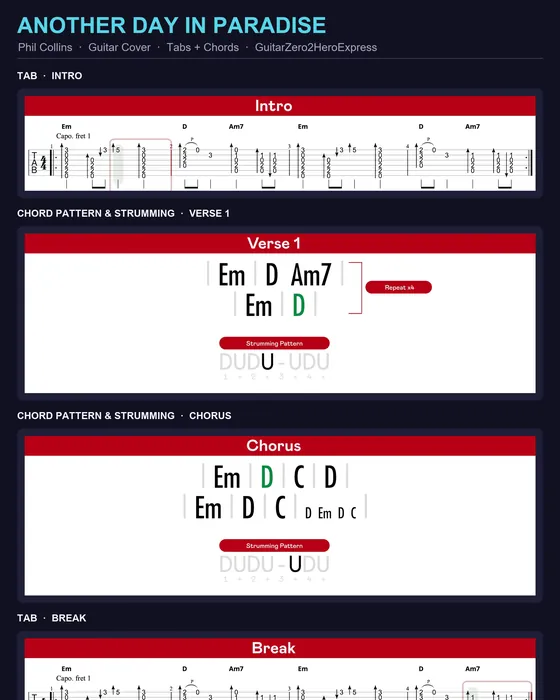 ANOTHER DAY IN PARADISE
Phil Collins · Guitar Cover · Tabs + Chords · GuitarZero2HeroExpress
TAB · INTRO
Intro
Em D Am7 Em D Am7
Capo. fret 1
CHORD PATTERN & STRUMMING · VERSE 1
Verse 1
| Em | D Am7 |
| Em | D |
Repeat x4
Strumming Pattern
DUDU-UDU
1 + 2 + 3 + 4 +
CHORD PATTERN & STRUMMING · CHORUS
Chorus
| Em | D | C | D |
| Em | D | C | D Em D C |
Strumming Pattern
DUDU-UDU
1 + 2 + 3 + 4 +
TAB · BREAK
Break
Em D Am7 Em D Am7
Capo. fret 1